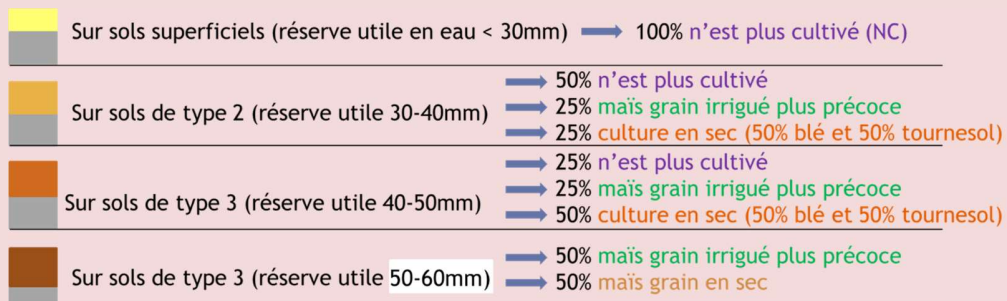 Sur sols superficiels (réserve utile en eau < 30mm) 100% n'est plus cultivé (NC)
50% n'est plus cultivé
Sur sols de type 2 (réserve utile 30-40mm) 25% maïs grain irrigué plus précoce
25% culture en sec (50% blé et 50% tournesol)
25% n'est plus cultivé
25% maïs grain irrigué plus précoce
Sur sols de type 3 (réserve utile 40-50mm) 50% culture en sec (50% blé et 50% tournesol)
50% maïs grain irrigué plus précoce
Sur sols de type 3 (réserve utile 50-60mm) 50% maïs grain en sec